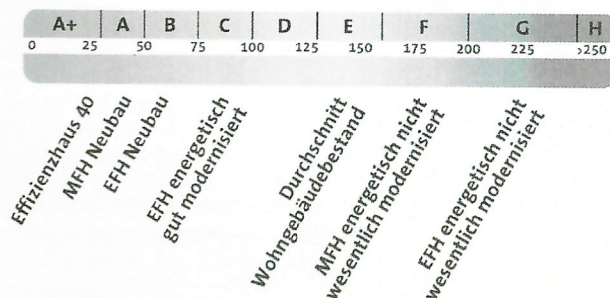 A+ A B C D E F G H
0 25 50 75 100 125 150 175 200 225 >250
Effizienzhaus 40
MFH Neubau
EFH Neubau
EFH energetisch
gut modernisiert
Durchschnitt
Wohngebäudebestand
MFH energetisch nicht
wesentlich modernisiert
EFH energetisch nicht
wesentlich modernisiert